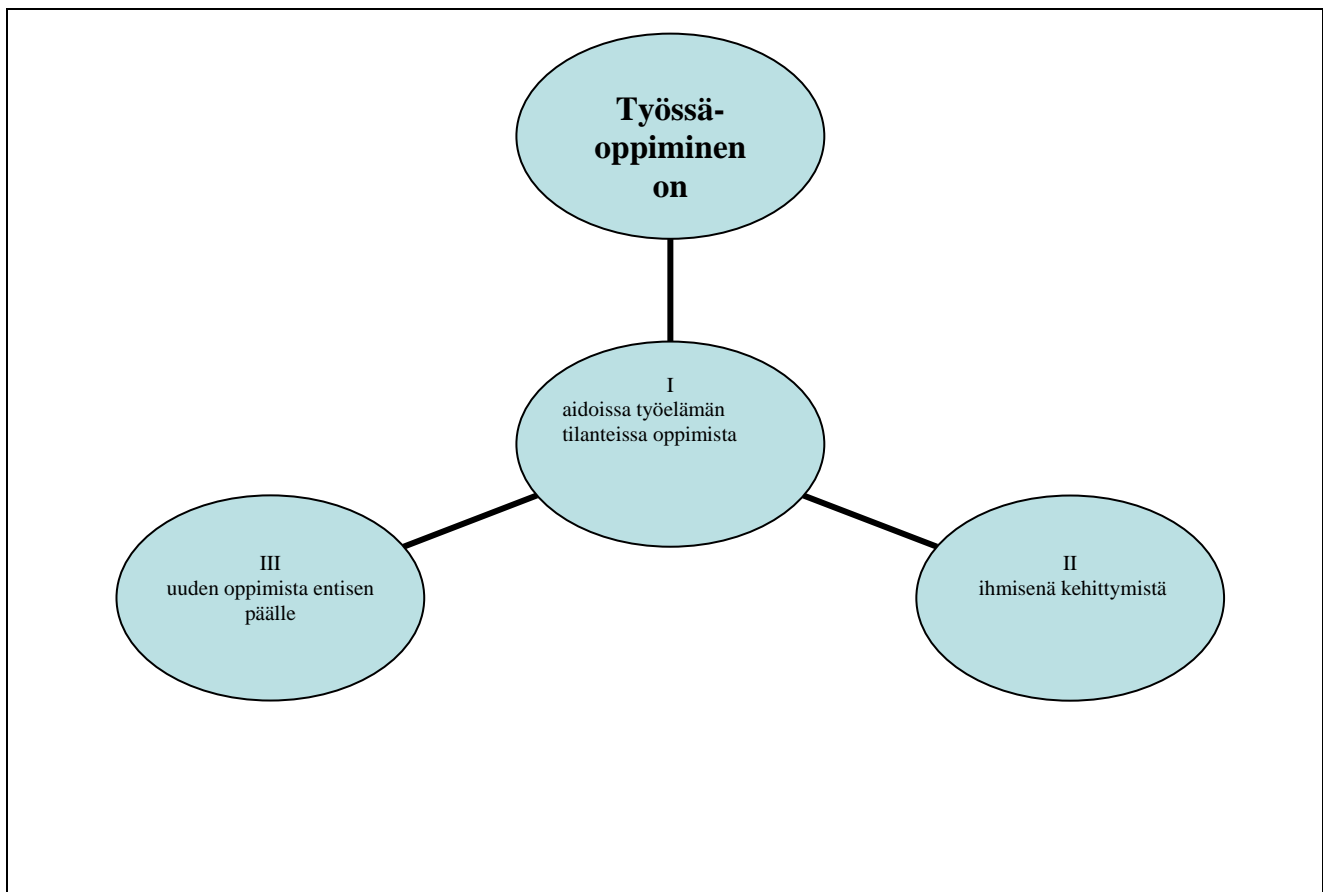 Työssä-
oppiminen
on
I
aidoissa työelämän
tilanteissa oppimista
III
uuden oppimista entisen
päälle
II
ihmisenä kehittymistä